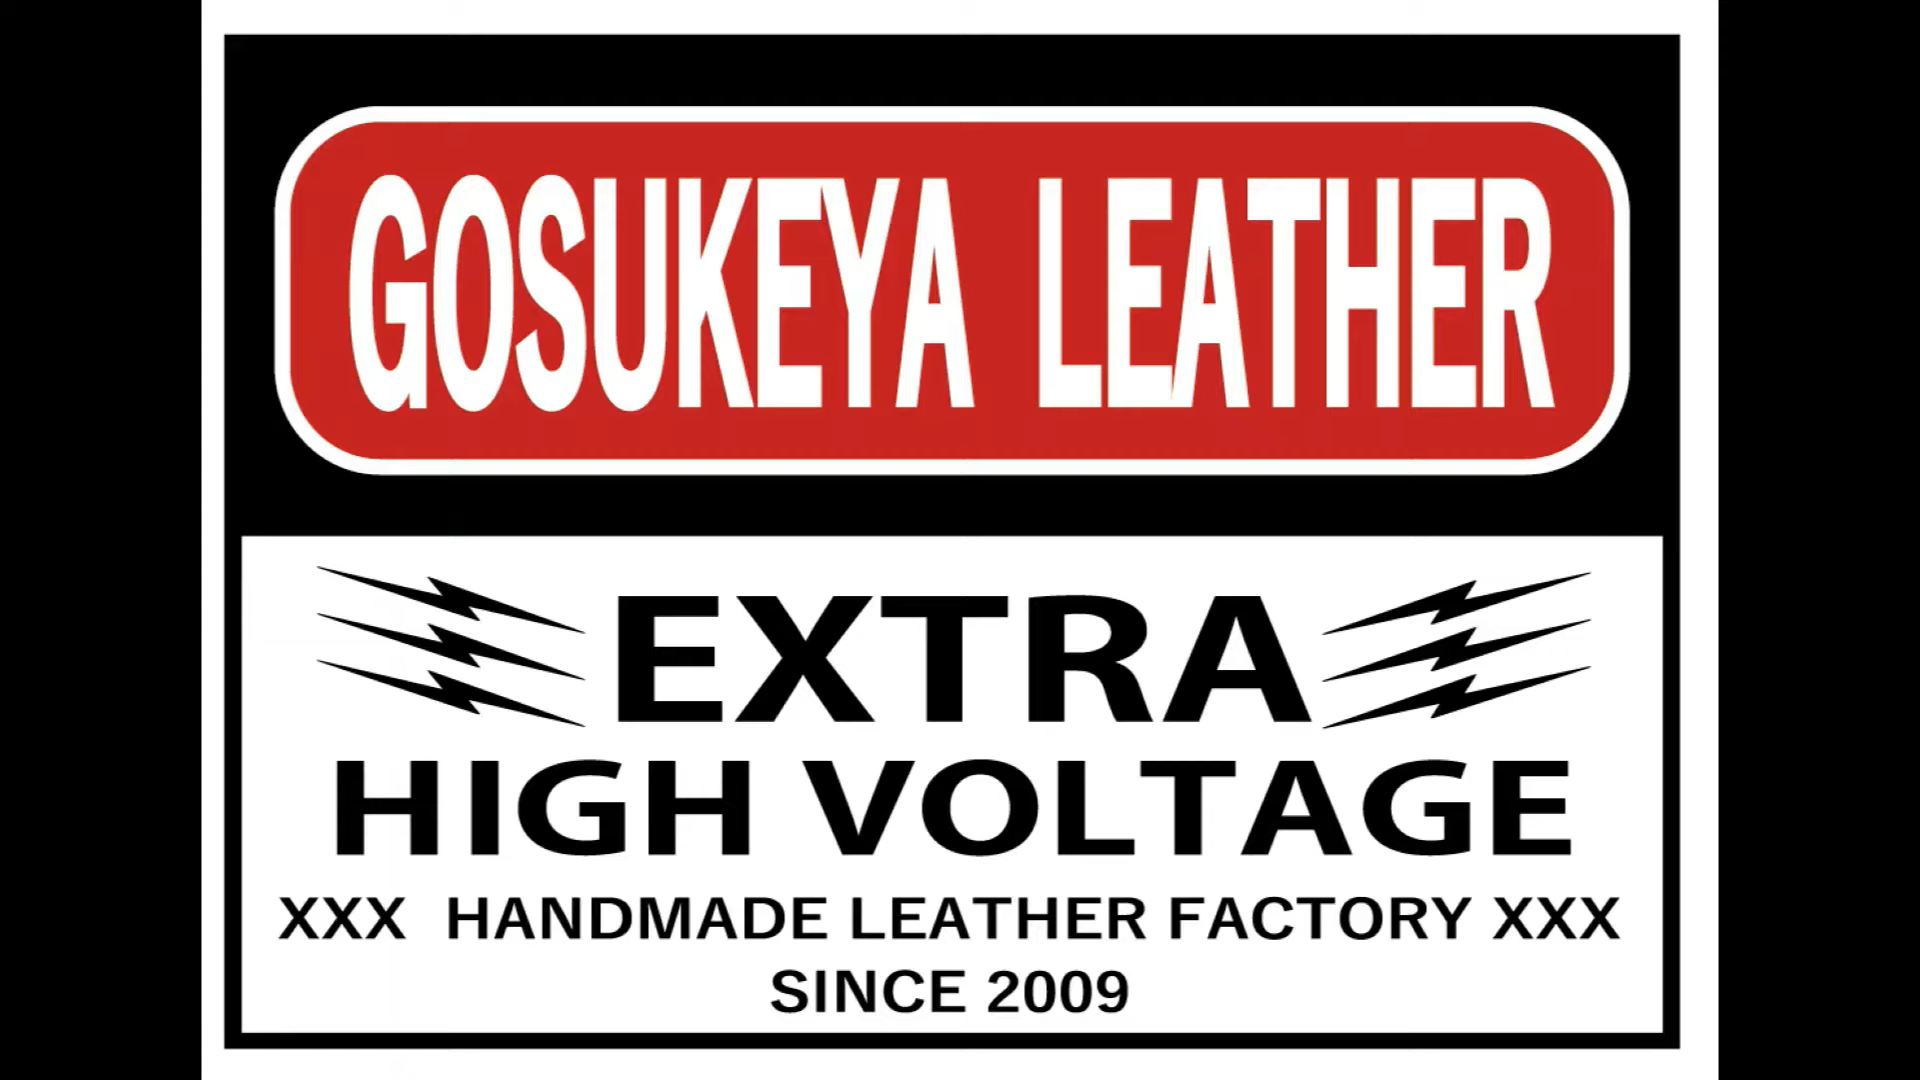 GOSUKEYA LEATHER
EXTRA
HIGH VOLTAGE
XXX HANDMADE LEATHER FACTORY XXX
SINCE 2009